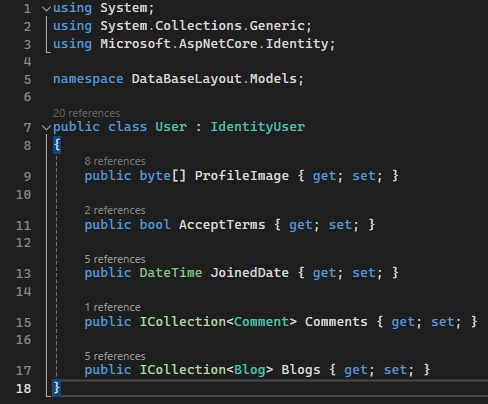 1 using System;
2 using System.Collections.Generic;
3 using Microsoft.AspNetCore.Identity;
4
5 namespace DataBaseLayout.Models;
6
20 references
7 public class User : IdentityUser
8 {
8 references
9 public byte[] ProfileImage { get; set; }
10
2 references
11 public bool AcceptTerms { get; set; }
12
5 references
13 public DateTime JoinedDate { get; set; }
14
1 reference
15 public ICollection<Comment> Comments { get; set; }
16
5 references
17 public ICollection<Blog> Blogs { get; set; }
18 }